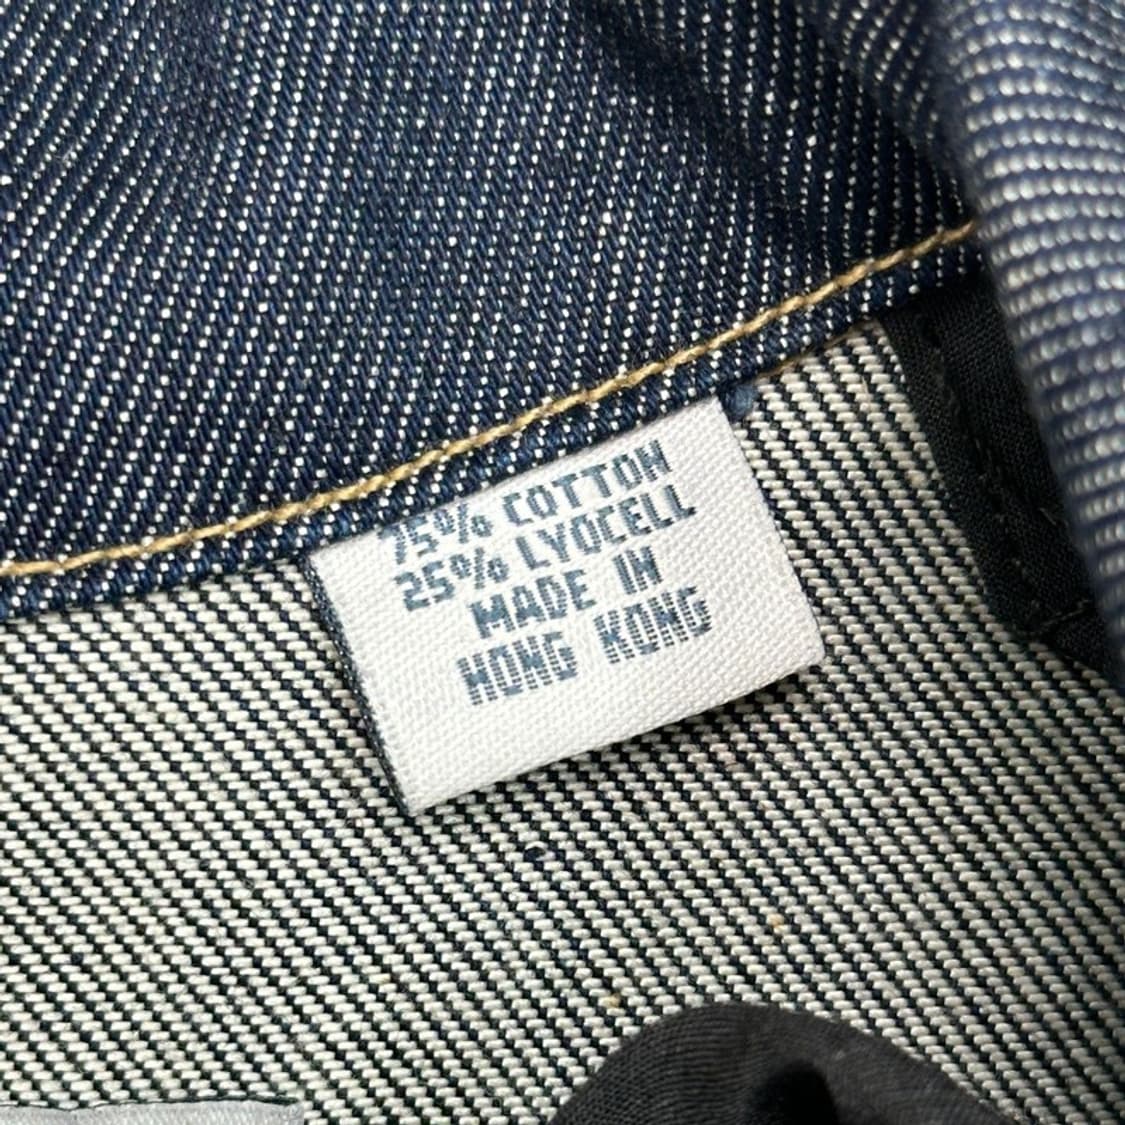 75% COTTON
25% LYOCELL
MADE IN
HONG KONG